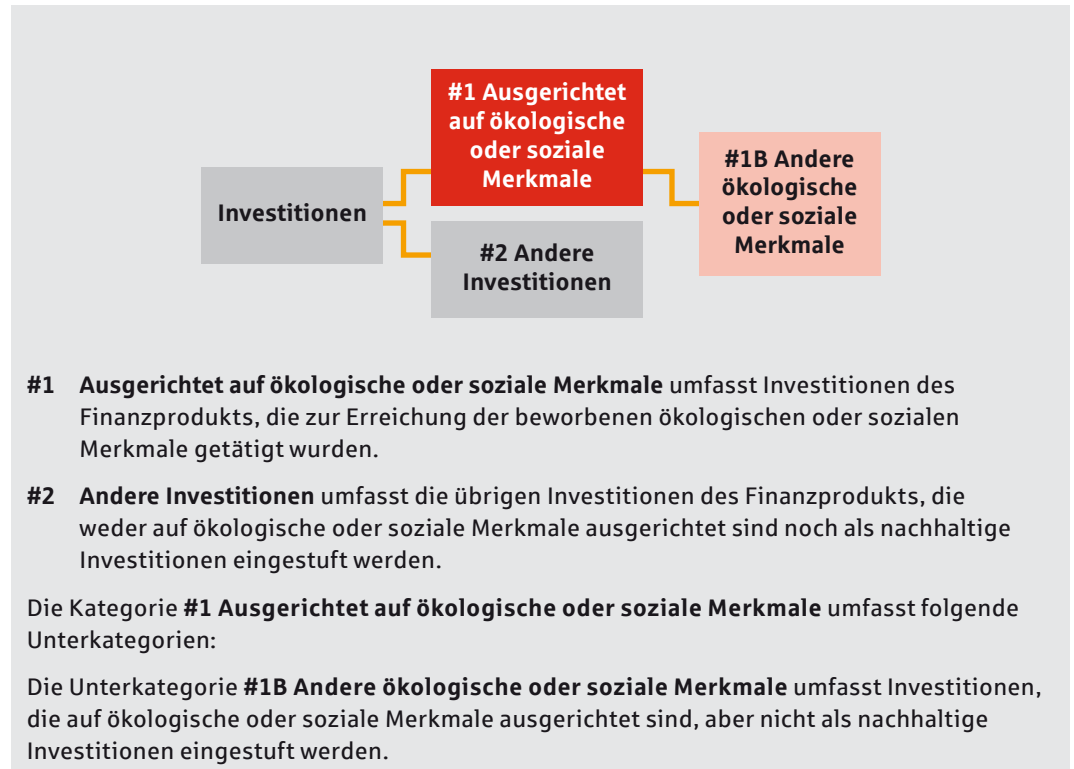 #1 Ausgerichtet
auf ökologische
oder soziale
Merkmale
#1B Andere
ökologische
oder soziale
Merkmale
Investitionen
#2 Andere
Investitionen
#1 Ausgerichtet auf ökologische oder soziale Merkmale umfasst Investitionen des
Finanzprodukts, die zur Erreichung der beworbenen ökologischen oder sozialen
Merkmale getätigt wurden.
#2 Andere Investitionen umfasst die übrigen Investitionen des Finanzprodukts, die
weder auf ökologische oder soziale Merkmale ausgerichtet sind noch als nachhaltige
Investitionen eingestuft werden.
Die Kategorie #1 Ausgerichtet auf ökologische oder soziale Merkmale umfasst folgende
Unterkategorien:
Die Unterkategorie #1B Andere ökologische oder soziale Merkmale umfasst Investitionen,
die auf ökologische oder soziale Merkmale ausgerichtet sind, aber nicht als nachhaltige
Investitionen eingestuft werden.